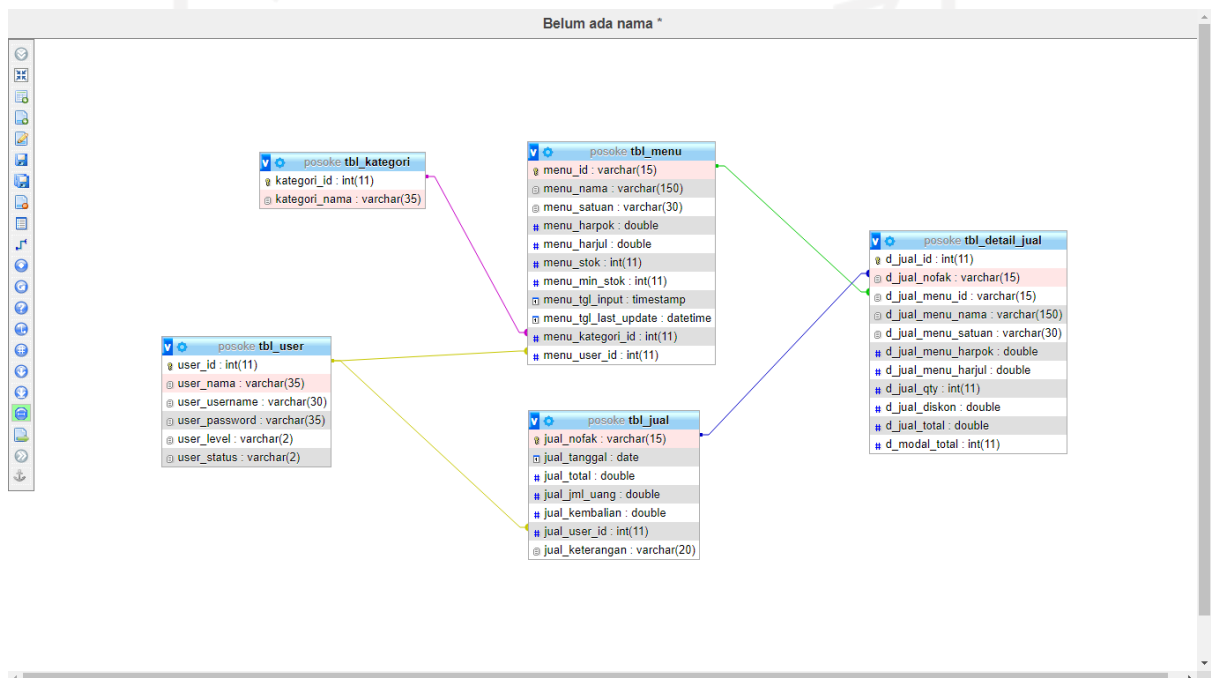 Belum ada nama *
posoke tbl_kategori
kategori_id : int(11)
kategori_nama : varchar(35)
posoke tbl_menu
menu_id : varchar(15)
menu_nama : varchar(150)
menu_satuan : varchar(30)
menu_harpok : double
menu_harjul : double
menu_stok : int(11)
menu_min_stok : int(11)
menu_tgl_input : timestamp
menu_tgl_last_update : datetime
menu_kategori_id : int(11)
menu_user_id : int(11)
posoke tbl_detail_jual
d_jual_id : int(11)
d_jual_nofak : varchar(15)
d_jual_menu_id : varchar(15)
d_jual_menu_nama : varchar(150)
d_jual_menu_satuan : varchar(30)
d_jual_menu_harpok : double
d_jual_menu_harjul : double
d_jual_qty : int(11)
d_jual_diskon : double
d_jual_total : double
d_modal_total : int(11)
posoke tbl_user
user_id : int(11)
user_nama : varchar(35)
user_username : varchar(30)
user_password : varchar(35)
user_level : varchar(2)
user_status : varchar(2)
posoke tbl_jual
jual_nofak : varchar(15)
jual_tanggal : date
jual_total : double
jual_jml_uang : double
jual_kembalian : double
jual_user_id : int(11)
jual_keterangan : varchar(20)